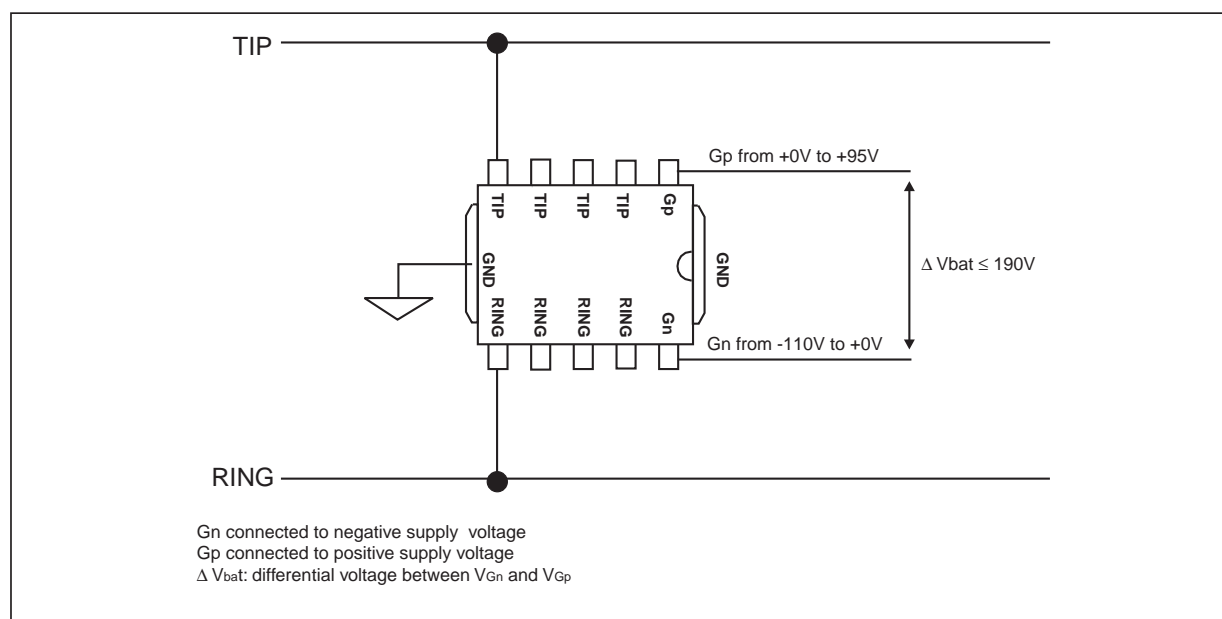 TIP
Gp from +0V to +95V
TIP TIP TIP TIP Gp
GND GND
Δ Vbat ≤ 190V
RING RING RING RING Gn
Gn from -110V to +0V
RING
Gn connected to negative supply voltage
Gp connected to positive supply voltage
Δ Vbat: differential voltage between VGn and VGp